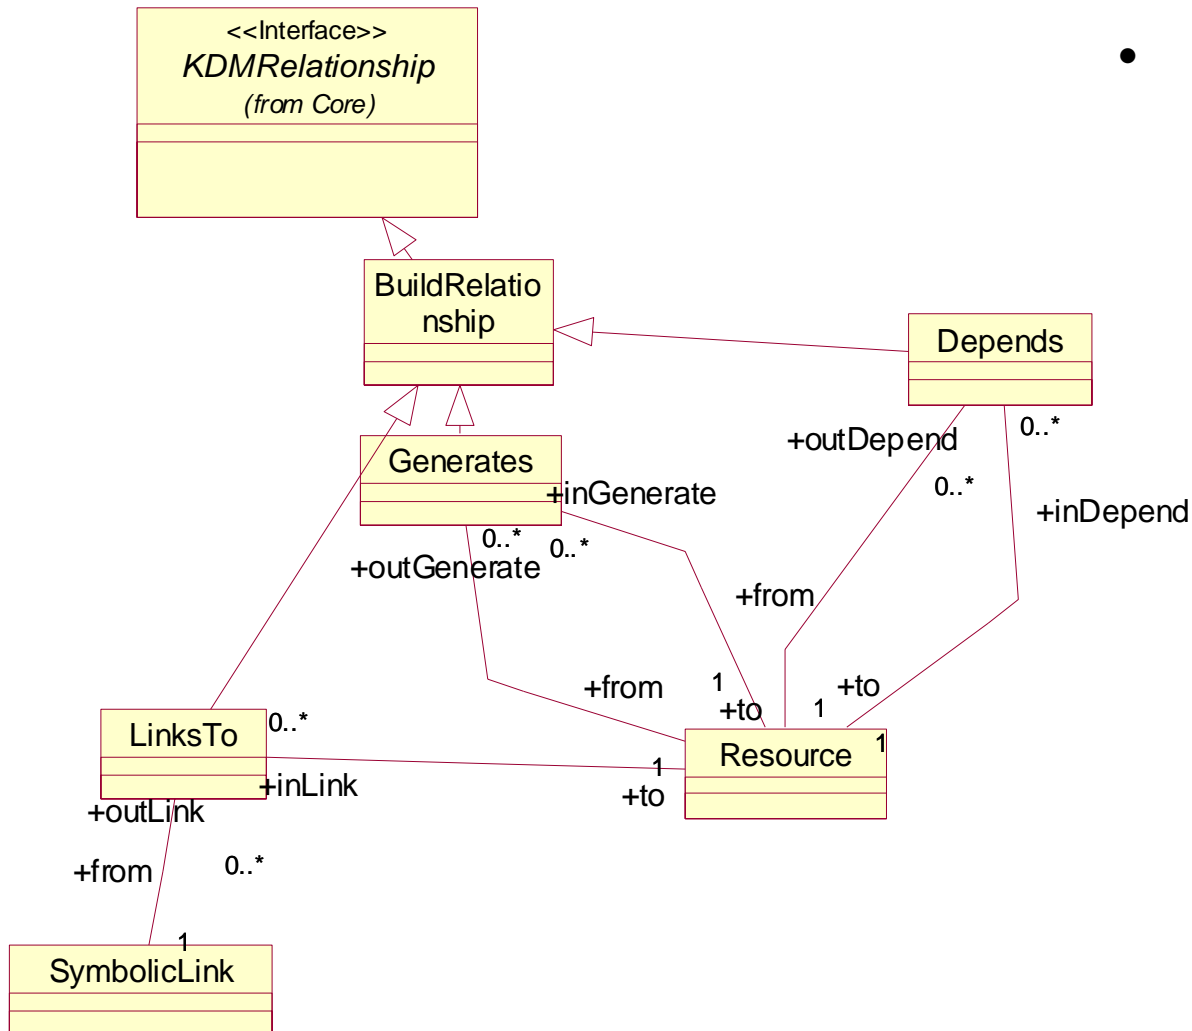 <<Interface>>
KDMRelationship
(from Core)
•
BuildRelatio
nship
Depends
+outDepend
0..*
0..*
+inDepend
Generates
+inGenerate
0..*
0..*
+outGenerate
+from
+from
1
+to
1
+to
LinksTo
0..*
+inLink
1
+to
Resource
1
+outLink
+from
0..*
1
SymbolicLink